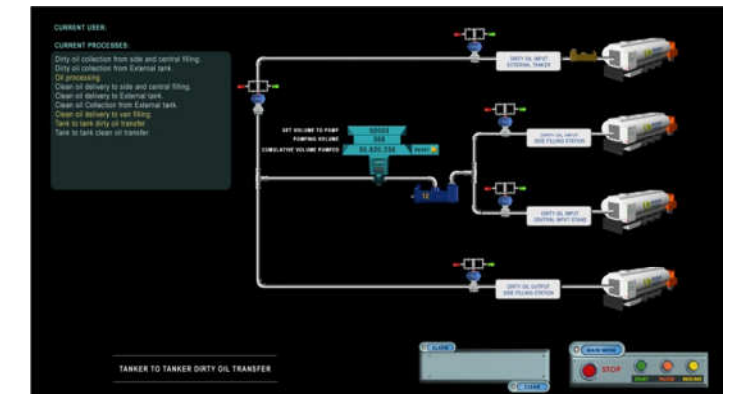 CURRENT USER:
CURRENT PROCESSES:
Dirty oil collection from side and central filling.
Dirty oil collection from External tank.
Oil processing
Clean oil delivery to side and central filling.
Clean oil delivery to External tank.
Clean oil Collection from External tank.
Clean oil delivery to van filling.
Tank to tank dirty oil transfer
Tank to tank clean oil transfer.
DIRTY OIL INPUT
EXTERNAL TANKER
SET VOLUME TO PUMP
PUMPING VOLUME
CUMULATIVE VOLUME PUMPED
RESET
DIRTY OIL INPUT
SIDE FILLING STATION
DIRTY OIL INPUT
CENTRAL INPUT STAND
DIRTY OIL OUTPUT
SIDE FILLING STATION
TANKER TO TANKER DIRTY OIL TRANSFER
ALARM
CLEAR
MAIN MENU
STOP
START
PAUSE